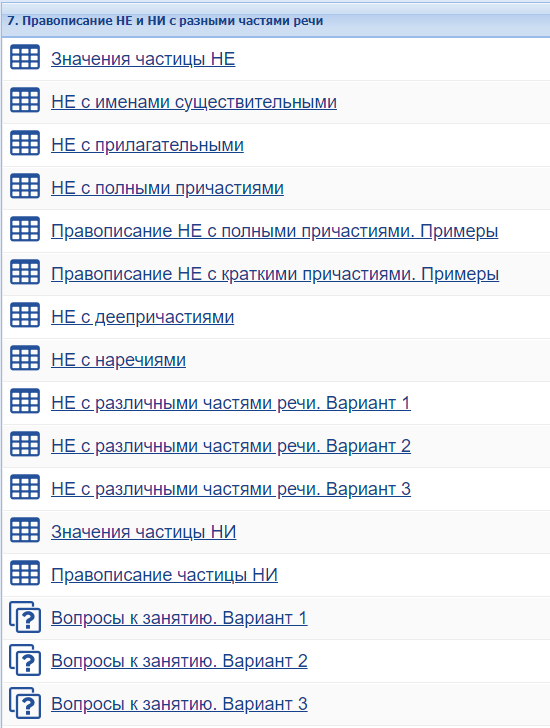 7. Правописание НЕ и НИ с разными частями речи
Значения частицы НЕ
НЕ с именами существительными
НЕ с прилагательными
НЕ с полными причастиями
Правописание НЕ с полными причастиями. Примеры
Правописание НЕ с краткими причастиями. Примеры
НЕ с деепричастиями
НЕ с наречиями
НЕ с различными частями речи. Вариант 1
НЕ с различными частями речи. Вариант 2
НЕ с различными частями речи. Вариант 3
Значения частицы НИ
Правописание частицы НИ
Вопросы к занятию. Вариант 1
Вопросы к занятию. Вариант 2
Вопросы к занятию. Вариант 3